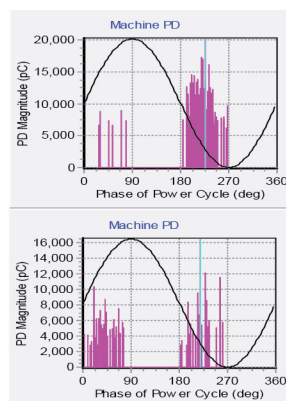 Machine PD
20,000
15,000
10,000
5,000
0
PD Magnitude (pC)
0 90 180 270 360
Phase of Power Cycle (deg)
Machine PD
16,000
14,000
12,000
10,000
8,000
6,000
4,000
2,000
0
PD Magnitude (pC)
0 90 180 270 360
Phase of Power Cycle (deg)